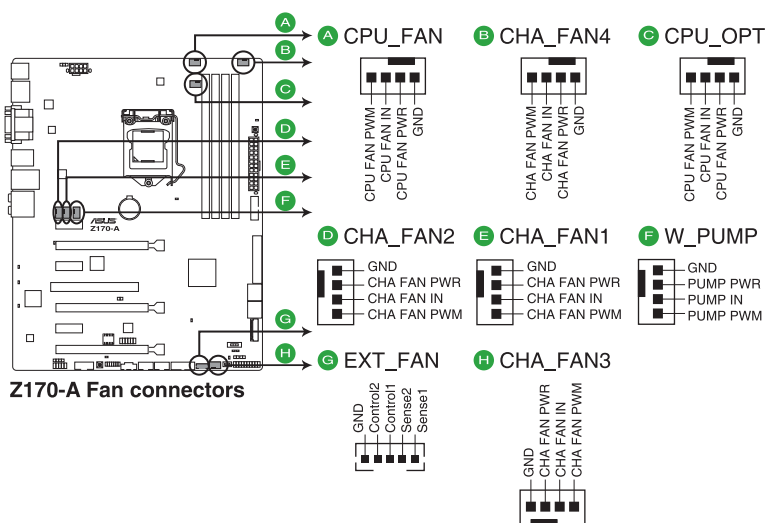 A
B
C
D
E
F
G
H
/SUS
Z170-A
Z170-A Fan connectors
A CPU_FAN
CPU FAN PWM
CPU FAN IN
CPU FAN PWR
GND
B CHA_FAN4
CHA FAN PWM
CHA FAN IN
CHA FAN PWR
GND
C CPU_OPT
CPU FAN PWM
CPU FAN IN
CPU FAN PWR
GND
D CHA_FAN2
GND
CHA FAN PWR
CHA FAN IN
CHA FAN PWM
E CHA_FAN1
GND
CHA FAN PWR
CHA FAN IN
CHA FAN PWM
F W_PUMP
GND
PUMP PWR
PUMP IN
PUMP PWM
G EXT_FAN
GND
Control2
Control1
Sense2
Sense1
H CHA_FAN3
GND
CHA FAN PWR
CHA FAN IN
CHA FAN PWM